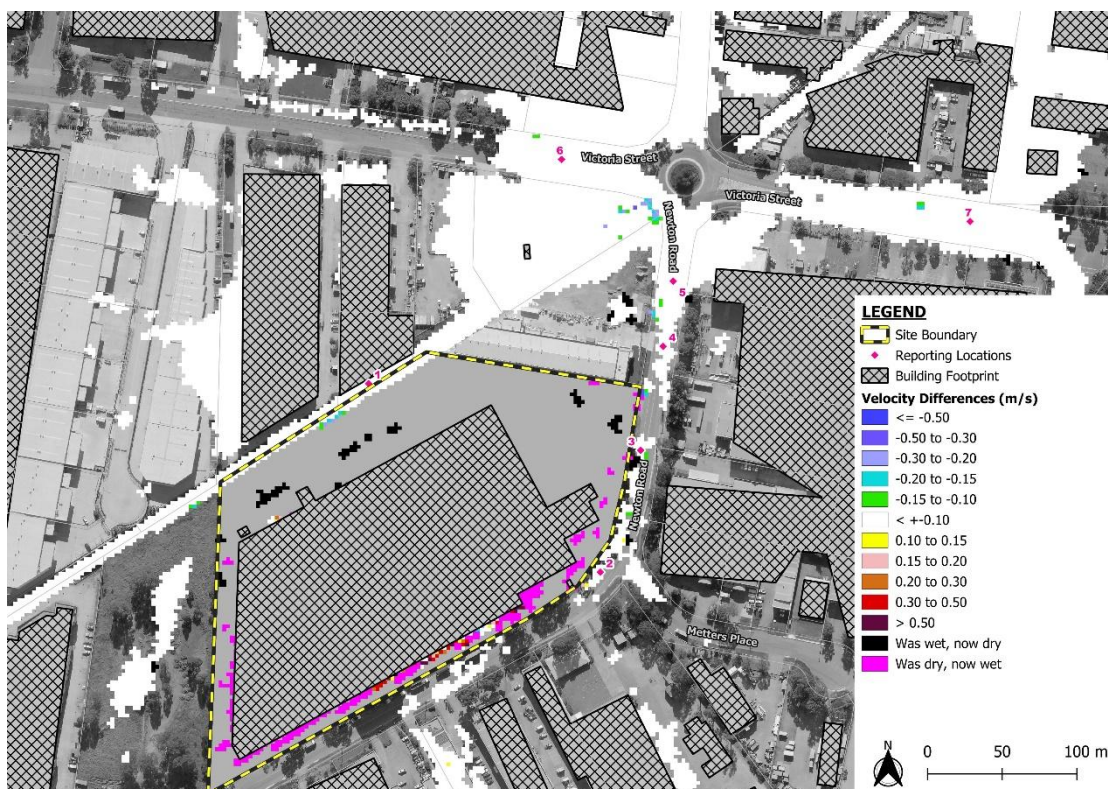 6
Victoria Street
Victoria Street
7
Newton Road
5
4
1
3
Newton Road
2
Metters Place
LEGEND
Site Boundary
Reporting Locations
Building Footprint
Velocity Differences (m/s)
<= -0.50
-0.50 to -0.30
-0.30 to -0.20
-0.20 to -0.15
-0.15 to -0.10
< +-0.10
0.10 to 0.15
0.15 to 0.20
0.20 to 0.30
0.30 to 0.50
> 0.50
Was wet, now dry
Was dry, now wet
N
0 50 100 m